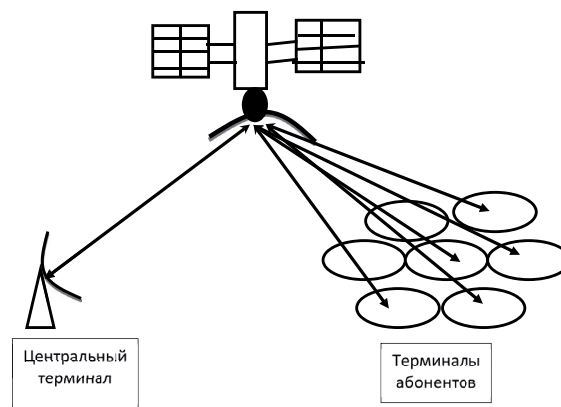 Центральный
терминал
Терминалы
абонентов